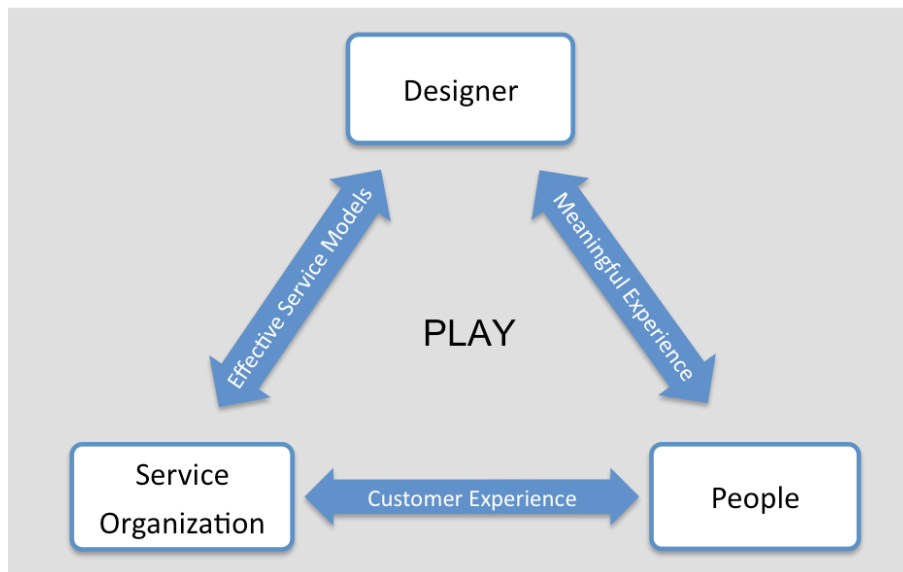 Designer
Effective Service Models
Meaningful Experience
PLAY
Service
Organization
Customer Experience
People